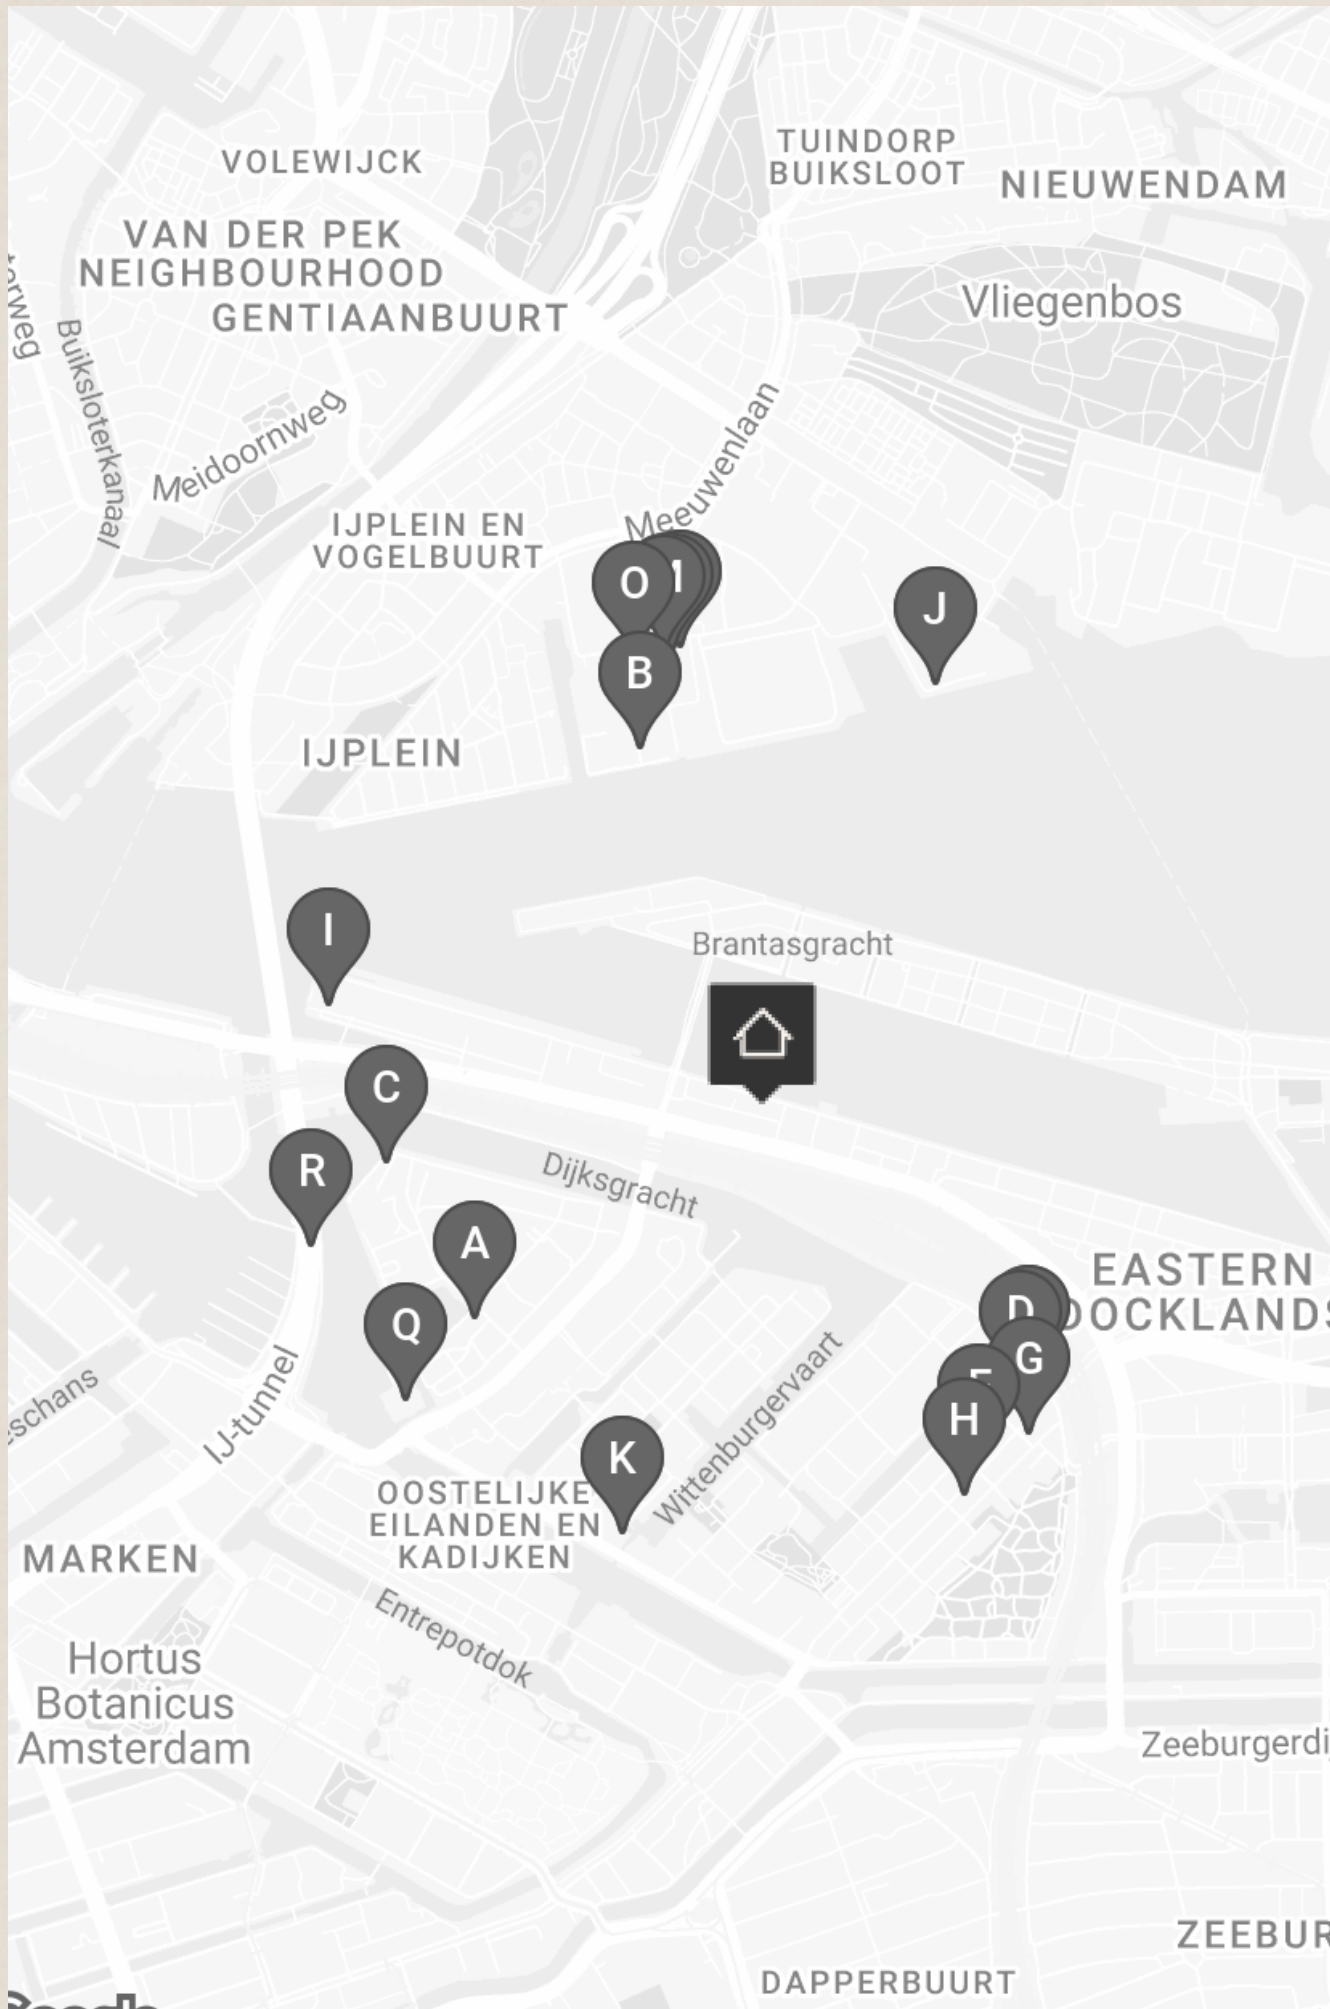 VOLEWIJCK
TUINDORP
BUIKSLOOT
NIEUWENDAM
VAN DER PEK
NEIGHBOURHOOD
GENTIAANBUURT
Vliegenbos
Buiksloterkanaal
Meidoornweg
Meeuwenlaan
IJPLEIN EN
VOGELBUURT
O
J
B
IJPLEIN
I
Brantasgracht
C
R
Dijksgracht
A
Q
EASTERN
DOCKLANDS
D
G
H
IJ-tunnel
Wittenburgervaart
K
OOSTELIJKE
EILANDEN EN
KADIJKEN
MARKEN
Entrepotdok
Hortus
Botanicus
Amsterdam
Zeeburgerdi
ZEEBUR
DAPPERBUURT